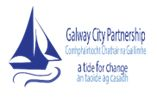 Galway City Partnership
Comhpháirtíocht Chathair na Gaillimhe
a tide for change
an taoide ag casadh